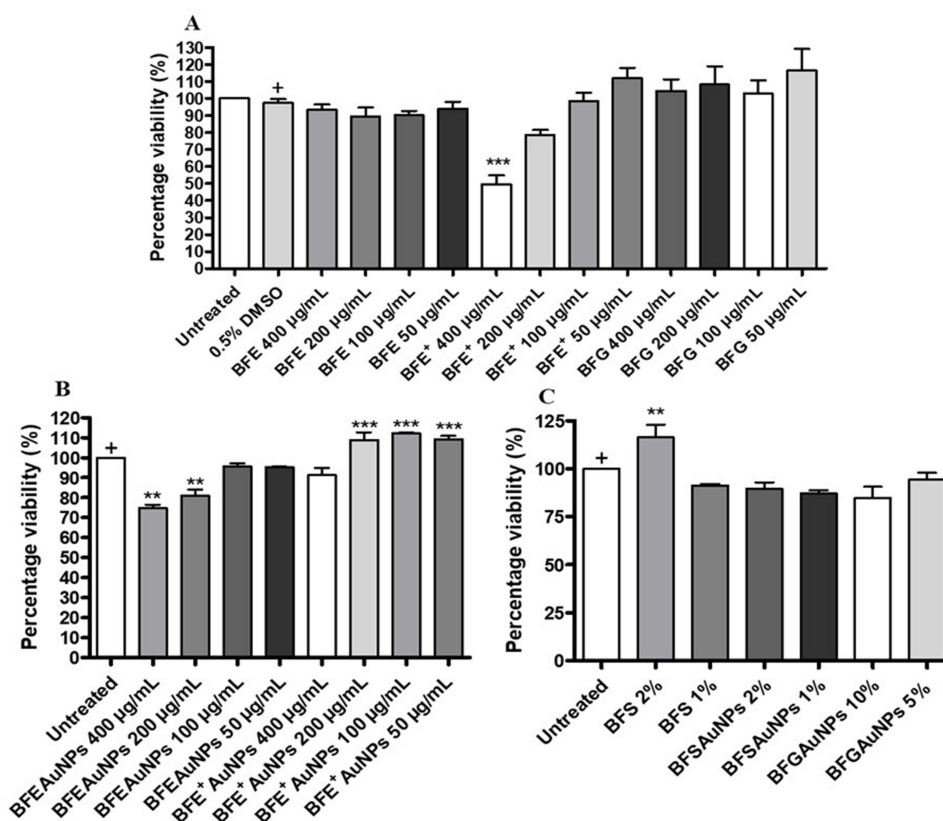 A
Percentage viability (%)
130
120
110
100
90
80
70
60
50
40
30
20
10
0
+
***
Untreated
0.5% DMSO
BFE 400 µg/mL
BFE 200 µg/mL
BFE 100 µg/mL
BFE 50 µg/mL
BFE⁺ 400 µg/mL
BFE⁺ 200 µg/mL
BFE⁺ 100 µg/mL
BFE⁺ 50 µg/mL
BFG 400 µg/mL
BFG 200 µg/mL
BFG 100 µg/mL
BFG 50 µg/mL
B
Percentage viability (%)
120
110
100
90
80
70
60
50
40
30
20
10
0
+
**
**
***
***
***
Untreated
BFEAuNPs 400 µg/mL
BFEAuNPs 200 µg/mL
BFEAuNPs 100 µg/mL
BFEAuNPs 50 µg/mL
BFE⁺ AuNPs 400 µg/mL
BFE⁺ AuNPs 200 µg/mL
BFE⁺ AuNPs 100 µg/mL
BFE⁺ AuNPs 50 µg/mL
C
Percentage viability (%)
125
100
75
50
25
0
+
**
Untreated
BFS 2%
BFS 1%
BFSAuNPs 2%
BFSAuNPs 1%
BFGAuNPs 10%
BFGAuNPs 5%